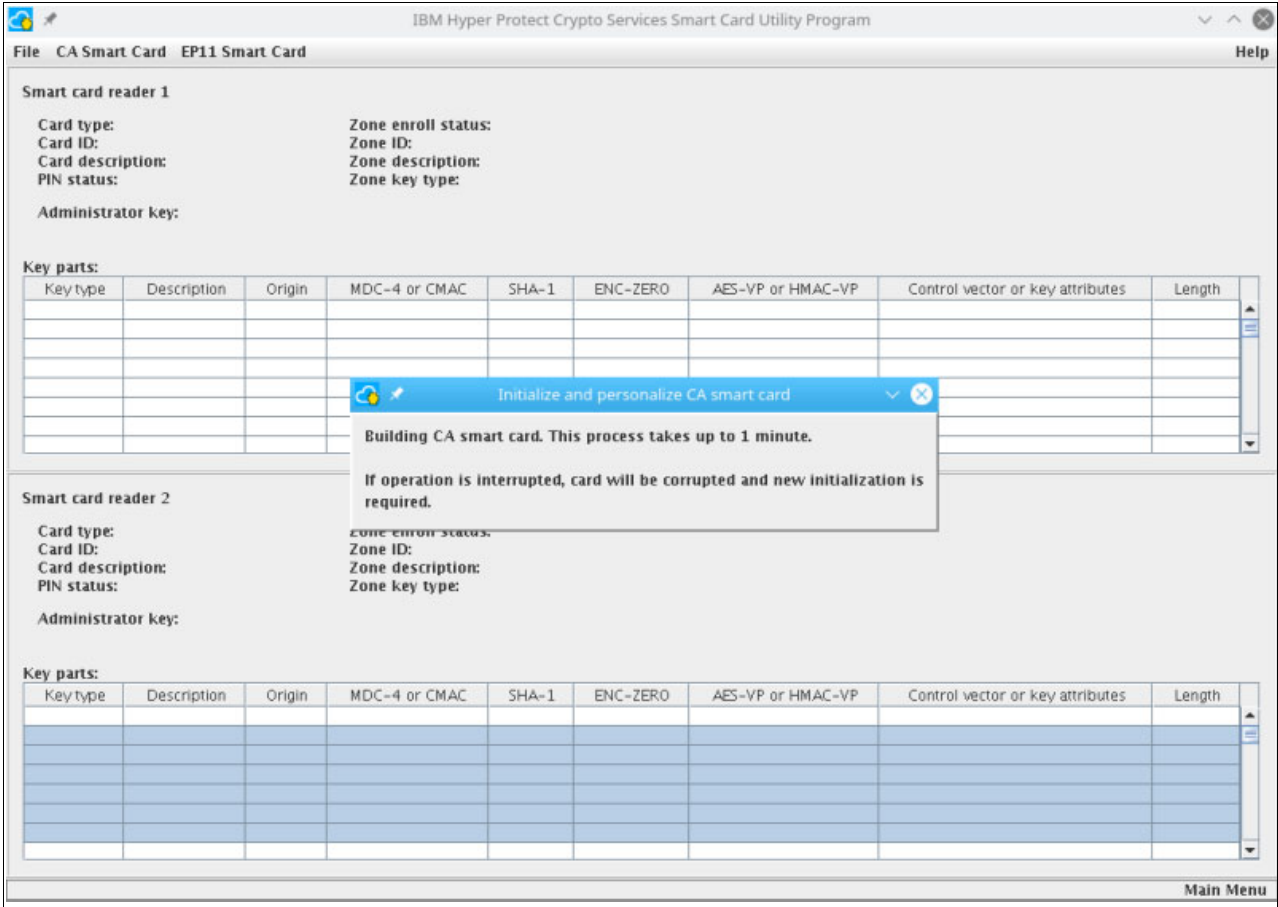 IBM Hyper Protect Crypto Services Smart Card Utility Program
File CA Smart Card EP11 Smart Card Help
Smart card reader 1
Card type: Zone enroll status:
Card ID: Zone ID:
Card description: Zone description:
PIN status: Zone key type:
Administrator key:
Key parts:
Key type Description Origin MDC-4 or CMAC SHA-1 ENC-ZERO AES-VP or HMAC-VP Control vector or key attributes Length
Initialize and personalize CA smart card
Building CA smart card. This process takes up to 1 minute.
If operation is interrupted, card will be corrupted and new initialization is
required.
Smart card reader 2
Card type: Zone enroll status:
Card ID: Zone ID:
Card description: Zone description:
PIN status: Zone key type:
Administrator key:
Key parts:
Key type Description Origin MDC-4 or CMAC SHA-1 ENC-ZERO AES-VP or HMAC-VP Control vector or key attributes Length
Main Menu